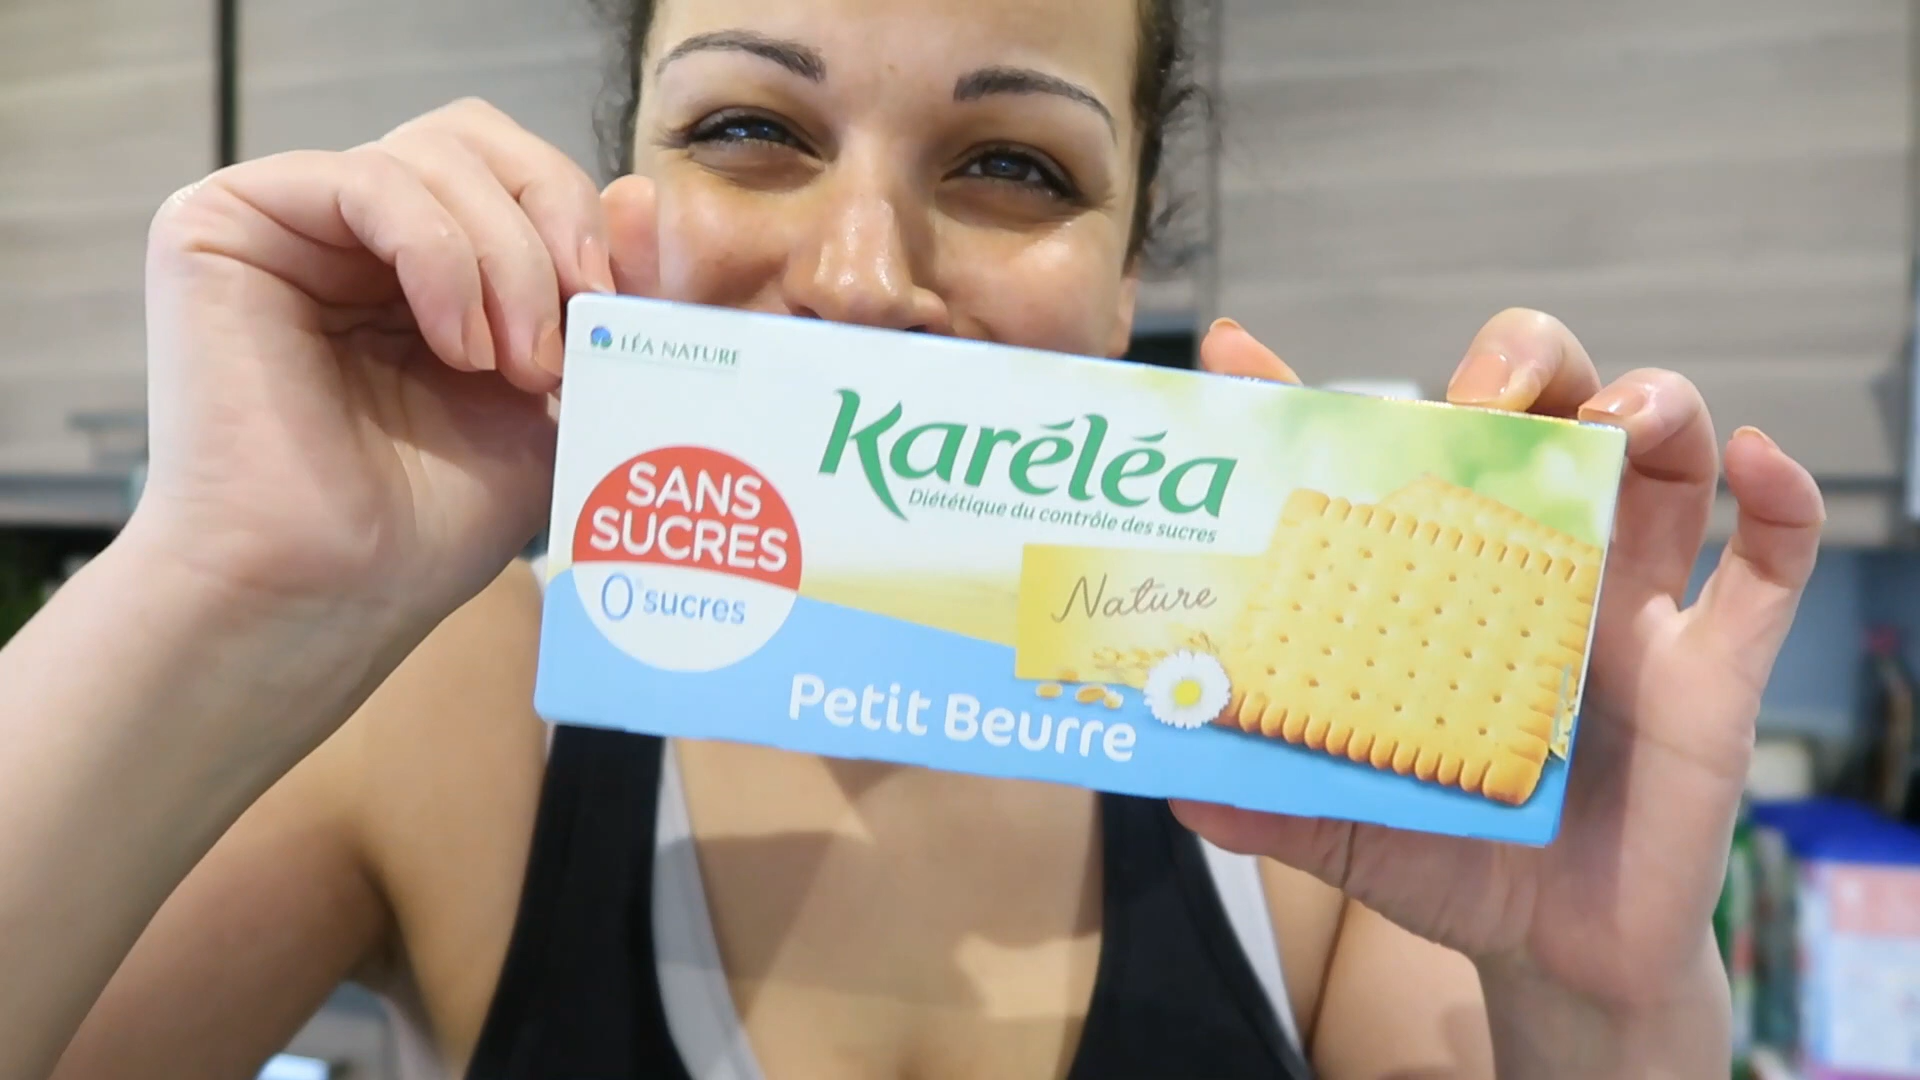 LÉA NATURE
Karéléa
Diététique du contrôle des sucres
SANS
SUCRES
0% sucres
Nature
Petit Beurre